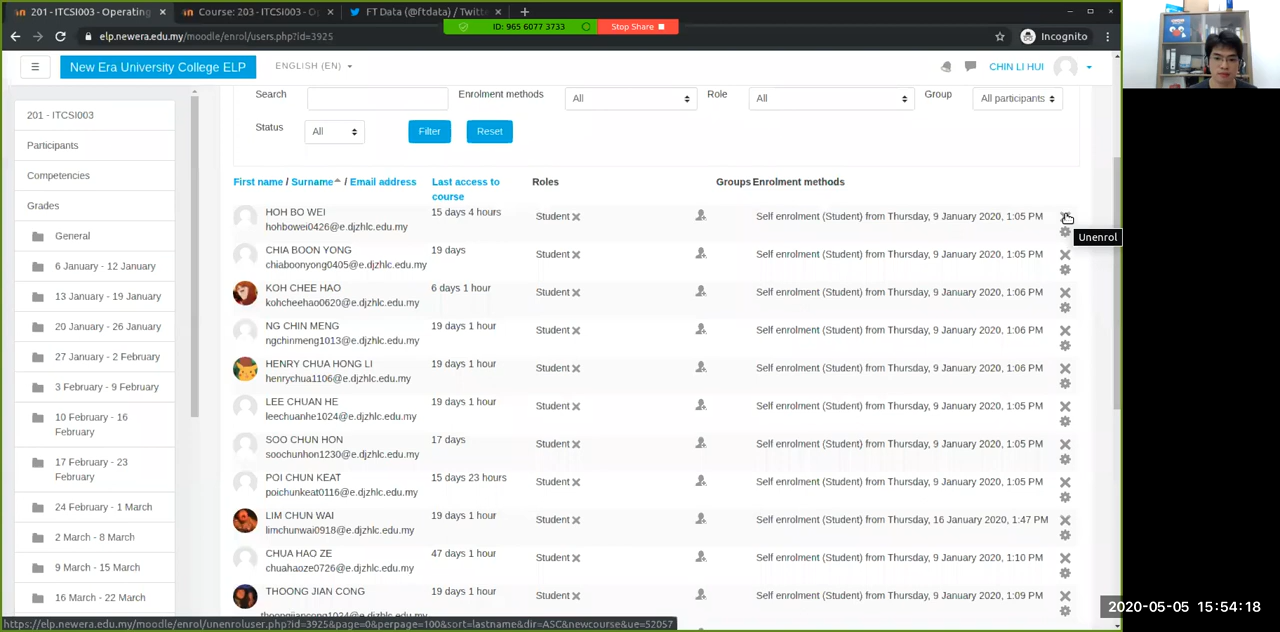 201 - ITCSI003 - Operating
Course: 203 - ITCSI003 - O
FT Data (@ftdata) / Twitte
ID: 965 6077 3733
Stop Share
elp.newera.edu.my/moodle/enrol/users.php?id=3925
Incognito
New Era University College ELP
ENGLISH (EN)
CHIN LI HUI
201 - ITCSI003
Participants
Competencies
Grades
General
6 January - 12 January
13 January - 19 January
20 January - 26 January
27 January - 2 February
3 February - 9 February
10 February - 16
February
17 February - 23
February
24 February - 1 March
2 March - 8 March
9 March - 15 March
16 March - 22 March
Search
Enrolment methods
All
Role
All
Group
All participants
Status
All
Filter
Reset
First name / Surname / Email address
Last access to
course
Roles
Groups
Enrolment methods
HOH BO WEI
hohbowei0426@e.djzhlc.edu.my
15 days 4 hours
Student
Self enrolment (Student) from Thursday, 9 January 2020, 1:05 PM
Unenrol
CHIA BOON YONG
chiaboonyong0405@e.djzhlc.edu.my
19 days
Student
Self enrolment (Student) from Thursday, 9 January 2020, 1:05 PM
KOH CHEE HAO
kohcheehao0620@e.djzhlc.edu.my
6 days 1 hour
Student
Self enrolment (Student) from Thursday, 9 January 2020, 1:06 PM
NG CHIN MENG
ngchinmeng1013@e.djzhlc.edu.my
19 days 1 hour
Student
Self enrolment (Student) from Thursday, 9 January 2020, 1:06 PM
HENRY CHUA HONG LI
henrychua1106@e.djzhlc.edu.my
19 days 1 hour
Student
Self enrolment (Student) from Thursday, 9 January 2020, 1:06 PM
LEE CHUAN HE
leechuanhe1024@e.djzhlc.edu.my
19 days 1 hour
Student
Self enrolment (Student) from Thursday, 9 January 2020, 1:05 PM
SOO CHUN HON
soochunhon1230@e.djzhlc.edu.my
17 days
Student
Self enrolment (Student) from Thursday, 9 January 2020, 1:05 PM
POI CHUN KEAT
poichunkeat0116@e.djzhlc.edu.my
15 days 23 hours
Student
Self enrolment (Student) from Thursday, 9 January 2020, 1:05 PM
LIM CHUN WAI
limchunwai0918@e.djzhlc.edu.my
19 days 1 hour
Student
Self enrolment (Student) from Thursday, 16 January 2020, 1:47 PM
CHUA HAO ZE
chuahaoze0726@e.djzhlc.edu.my
47 days 1 hour
Student
Self enrolment (Student) from Thursday, 9 January 2020, 1:10 PM
THOONG JIAN CONG
thoongjiancong1024@e.djzhlc.edu.my
19 days 1 hour
Student
Self enrolment (Student) from Thursday, 9 January 2020, 1:09 PM
https://elp.newera.edu.my/moodle/enrol/unenroluser.php?id=3925&page=0&perpage=100&sort=lastname&dir=ASC&newcourse&ue=52057
2020-05-05 15:54:18